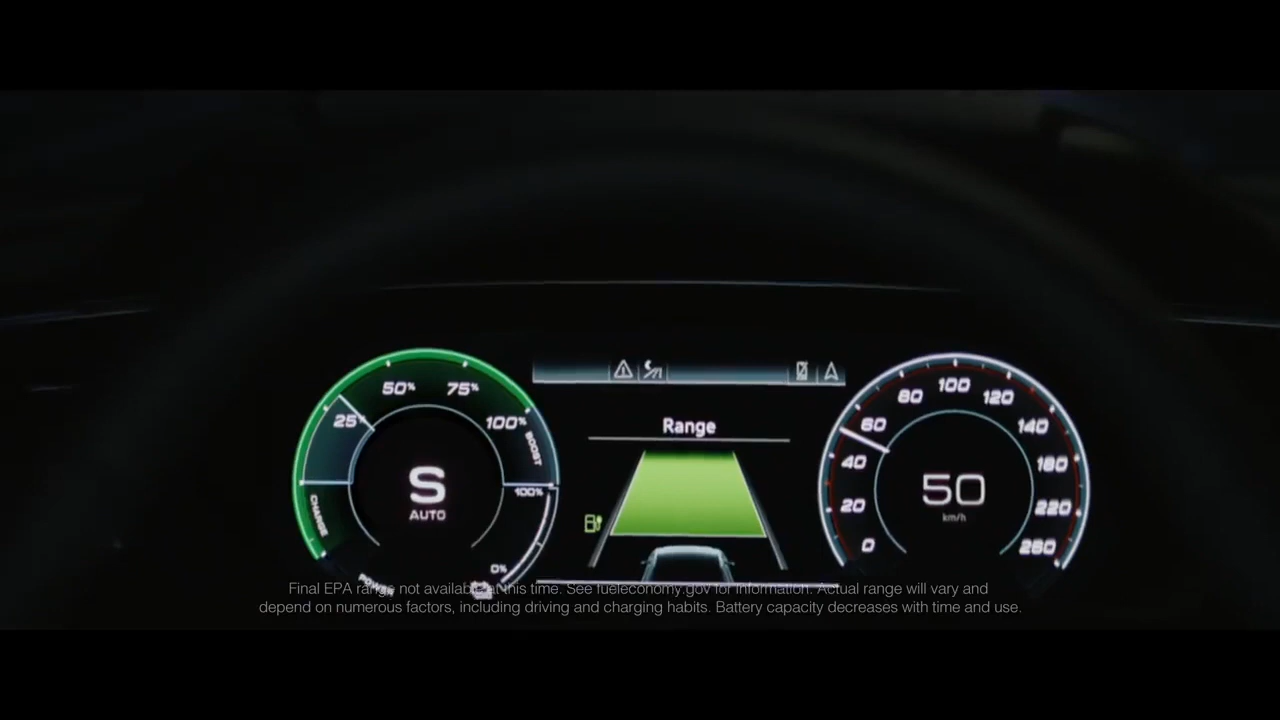 50% 75%
25%
100%
BOOST
CHARGE
S
AUTO
100%
0%
POWER
Range
0
20
40
60
80
100
120
140
180
220
260
50
km/h
Final EPA range not available at this time. See fueleconomy.gov for information. Actual range will vary and
depend on numerous factors, including driving and charging habits. Battery capacity decreases with time and use.